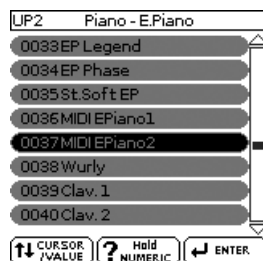 UP2 Piano - E.Piano
0033 EP Legend
0034 EP Phase
0035 St.Soft EP
0036 MIDI EPiano1
0037 MIDI EPiano2
0038 Wurly
0039 Clav. 1
0040 Clav. 2
CURSOR /VALUE ? Hold NUMERIC ENTER